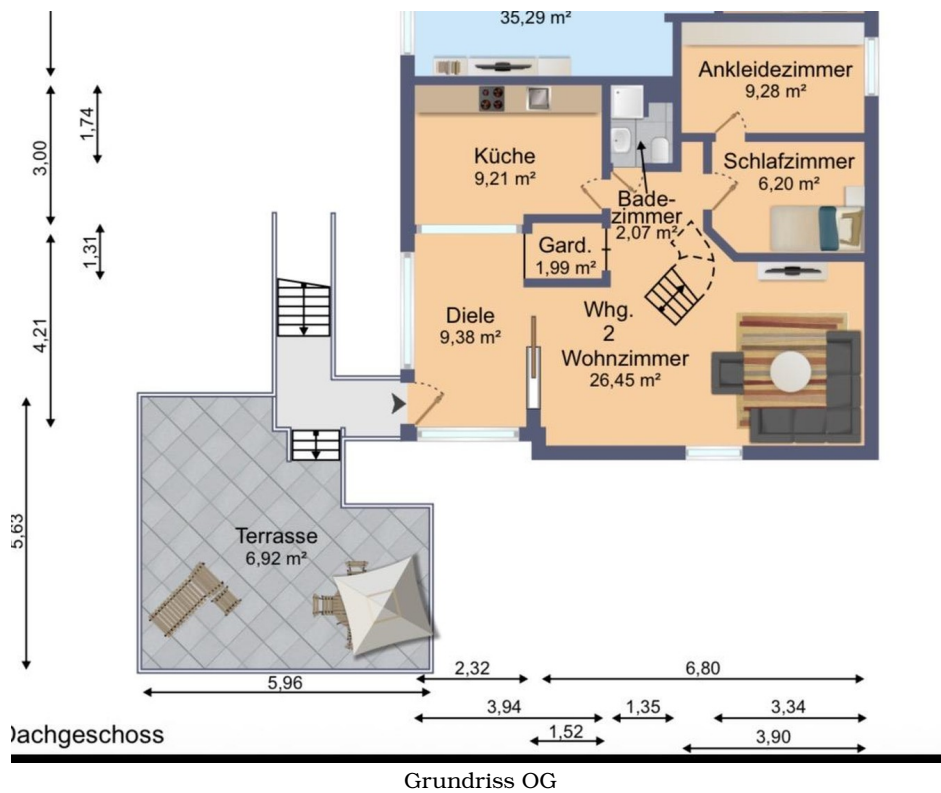 35,29 m²
Ankleidezimmer
9,28 m²
1,74
3,00
Küche
9,21 m²
Schlafzimmer
6,20 m²
Bade-
zimmer
2,07 m²
Gard.
1,99 m²
1,31
4,21
Diele
9,38 m²
Whg.
2
Wohnzimmer
26,45 m²
5,63
Terrasse
6,92 m²
2,32
6,80
5,96
3,94
1,35
3,34
1,52
3,90
Dachgeschoss
Grundriss OG